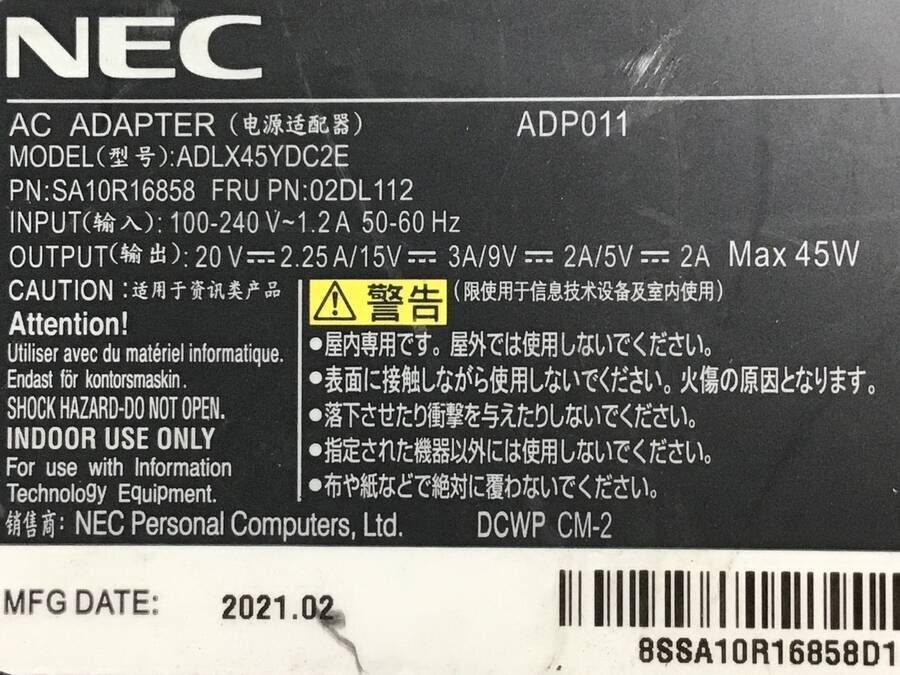 NEC
AC ADAPTER (电源适配器) ADP011
MODEL(型号):ADLX45YDC2E
PN:SA10R16858 FRU PN:02DL112
INPUT(输入):100-240 V~1.2 A 50-60 Hz
OUTPUT(输出):20 V⎓2.25 A/15V⎓3A/9V⎓2A/5V⎓2A Max 45W
CAUTION:适用于资讯类产品
Attention!
Utiliser avec du matériel informatique.
Endast för kontorsmaskin.
SHOCK HAZARD-DO NOT OPEN.
INDOOR USE ONLY
For use with Information
Technology Equipment.
⚠警告(限使用于信息技术设备及室内使用)
●屋内専用です。屋外では使用しないでください。
●表面に接触しながら使用しないでください。火傷の原因となります。
●落下させたり衝撃を与えたりしないでください。
●指定された機器以外には使用しないでください。
●布や紙などで絶対に覆わないでください。
销售商: NEC Personal Computers, Ltd. DCWP CM-2
MFG DATE: 2021.02
8SSA10R16858D1